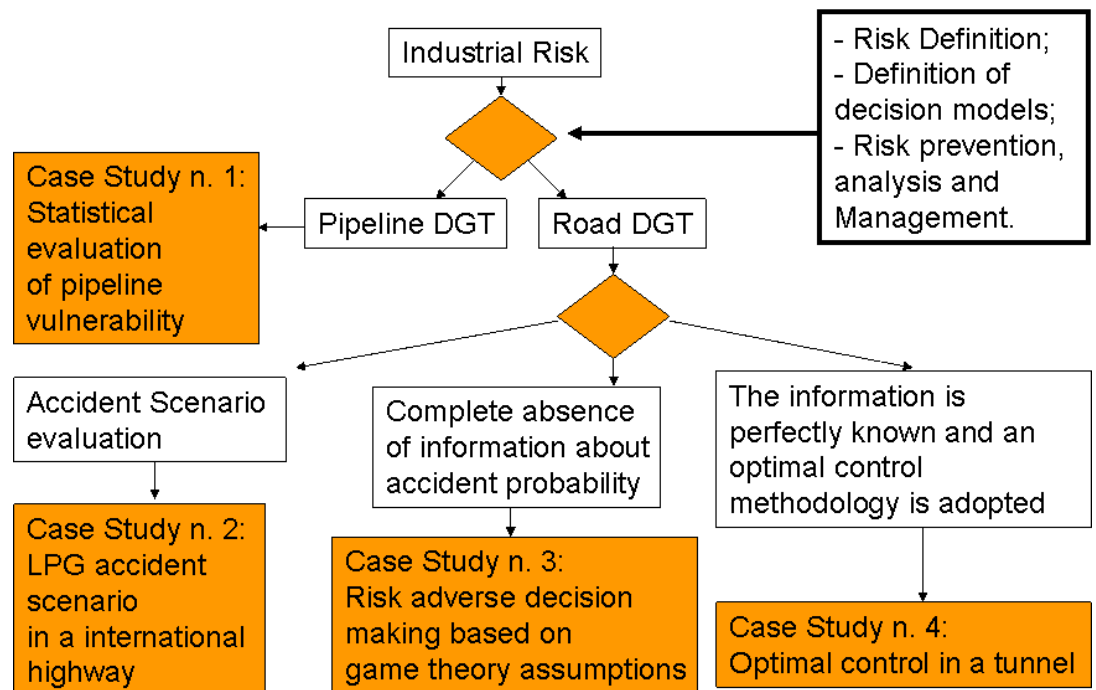 Industrial Risk
- Risk Definition;
- Definition of
decision models;
- Risk prevention,
analysis and
Management.
Case Study n. 1:
Statistical
evaluation
of pipeline
vulnerability
Pipeline DGT
Road DGT
Accident Scenario
evaluation
Complete absence
of information about
accident probability
The information is
perfectly known and an
optimal control
methodology is adopted
Case Study n. 2:
LPG accident
scenario
in a international
highway
Case Study n. 3:
Risk adverse decision
making based on
game theory assumptions
Case Study n. 4:
Optimal control in a tunnel